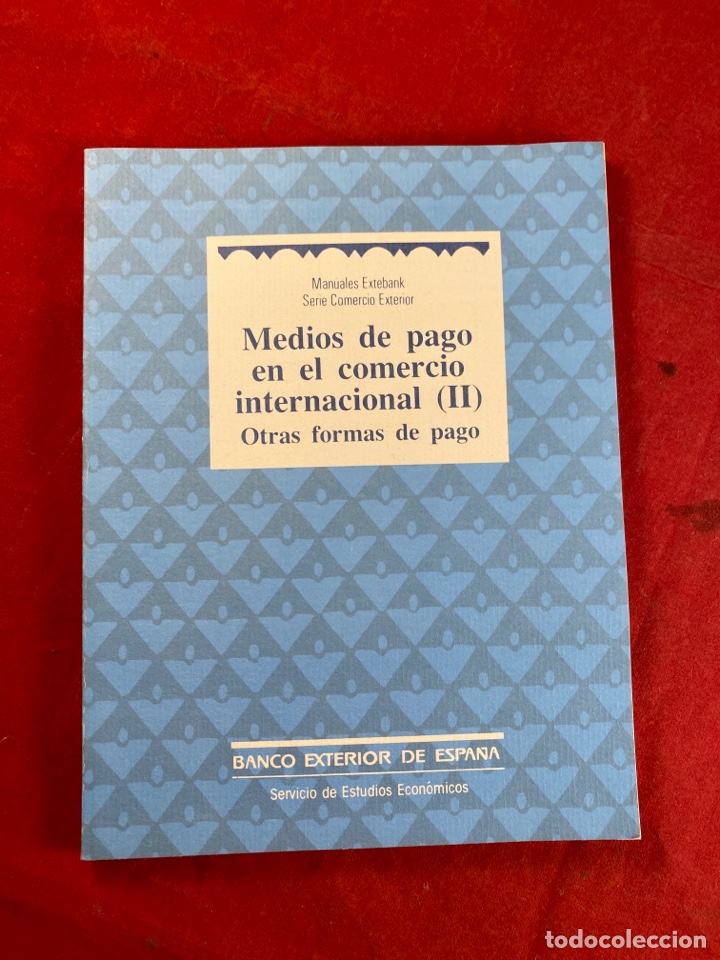 Manuales Extebank
Serie Comercio Exterior
Medios de pago
en el comercio
internacional (II)
Otras formas de pago
BANCO EXTERIOR DE ESPAÑA
Servicio de Estudios Económicos
todocoleccion